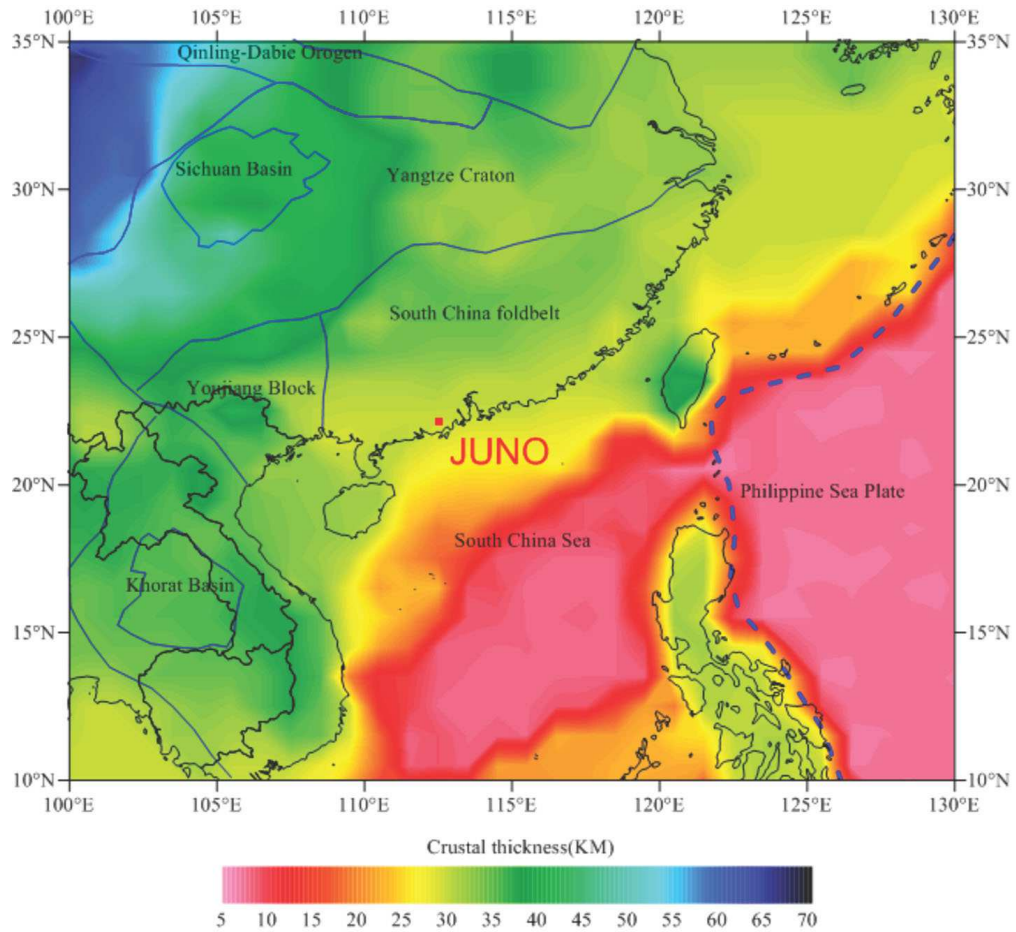 100°E 105°E 110°E 115°E 120°E 125°E 130°E
35°N 35°N
Qinling-Dabie Orogen
Sichuan Basin
Yangtze Craton
30°N 30°N
South China foldbelt
25°N 25°N
Youjiang Block
JUNO
20°N 20°N
Philippine Sea Plate
South China Sea
Khorat Basin
15°N 15°N
10°N 10°N
100°E 105°E 110°E 115°E 120°E 125°E 130°E
Crustal thickness(KM)
5 10 15 20 25 30 35 40 45 50 55 60 65 70